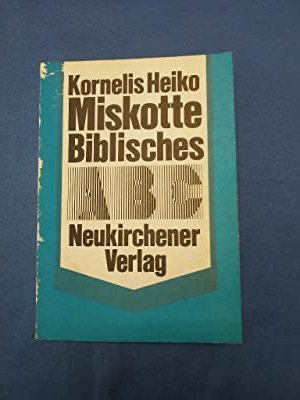 Kornelis Heiko
Miskotte
Biblisches
ABC
Neukirchener
Verlag